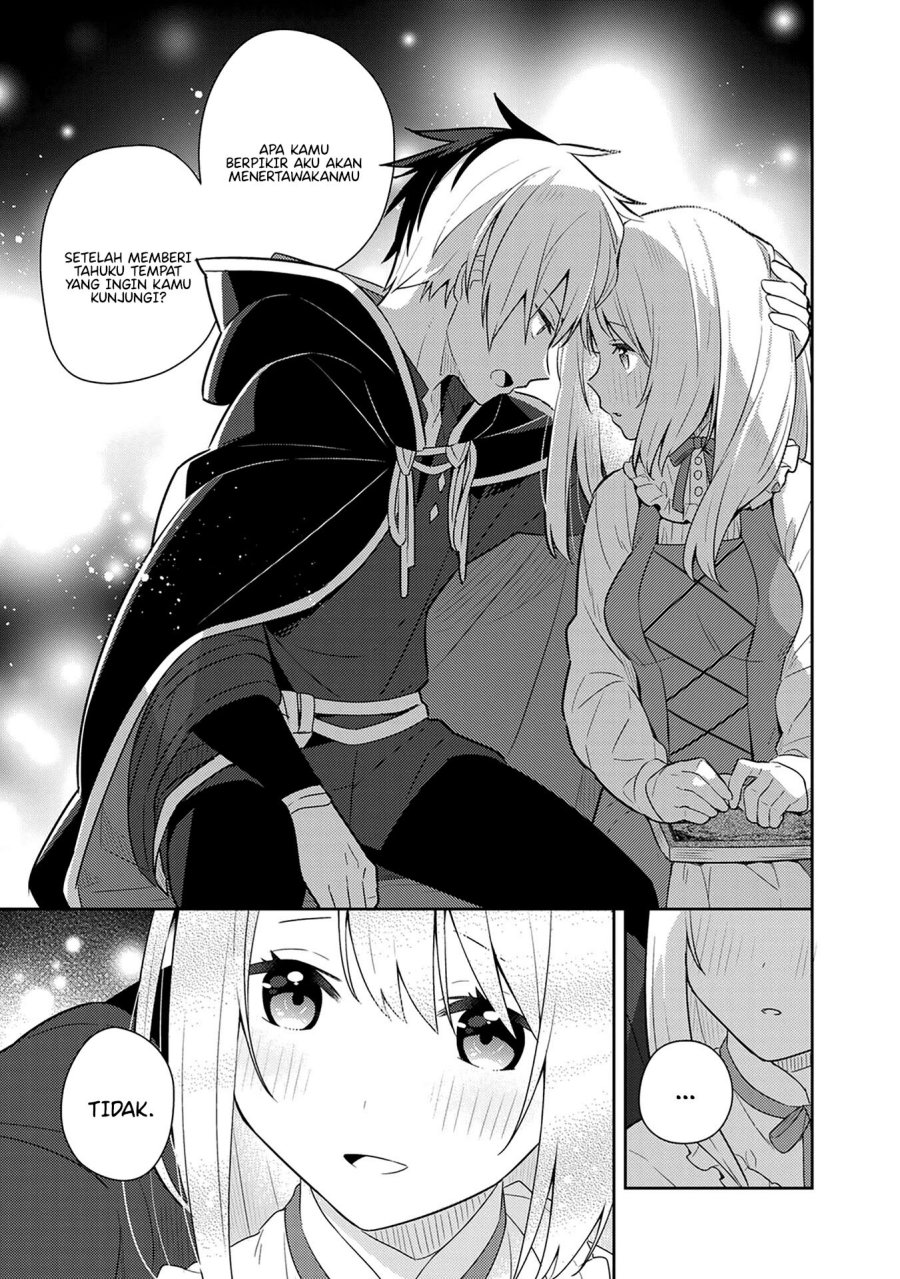 APA KAMU
BERPIKIR AKU AKAN
MENERTAWAKANMU
SETELAH MEMBERI
TAHUKU TEMPAT
YANG INGIN KAMU
KUNJUNGI?
...
TIDAK.